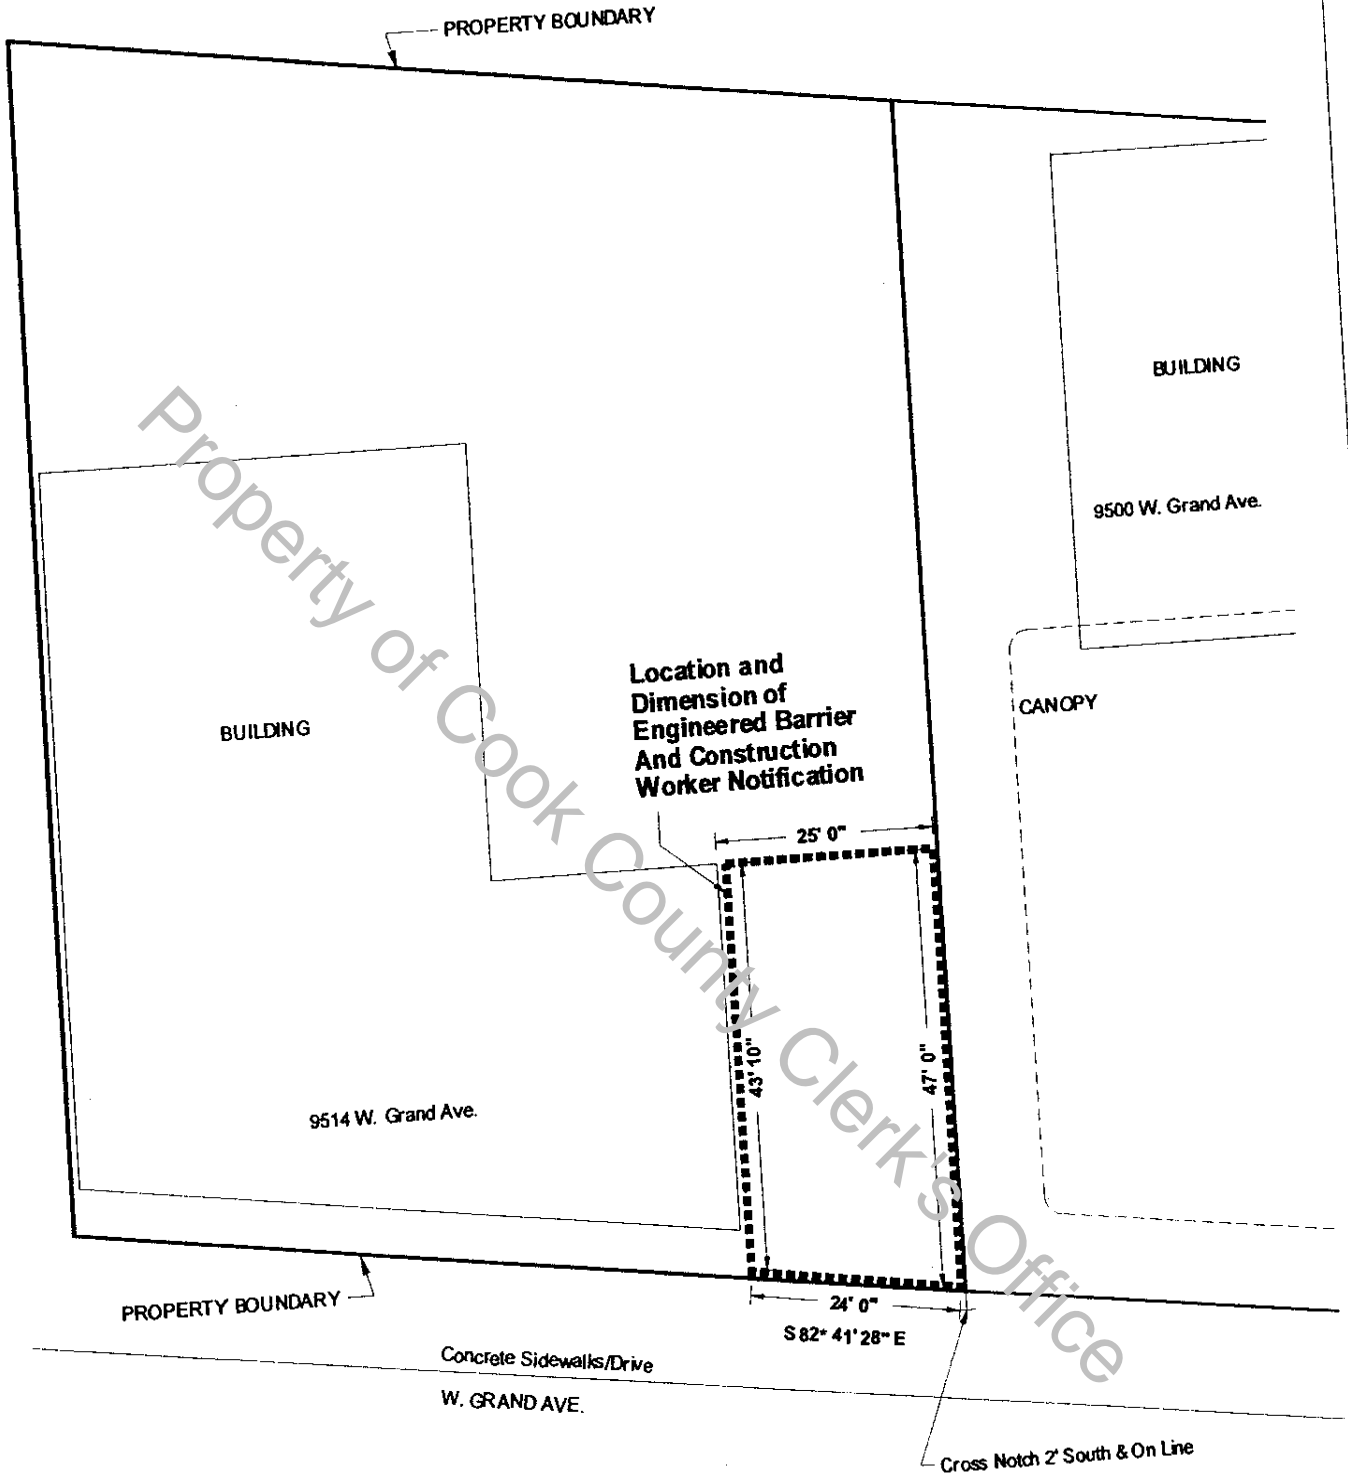 PROPERTY BOUNDARY
BUILDING
9500 W. Grand Ave.
Location and
Dimension of
Engineered Barrier
And Construction
Worker Notification
CANOPY
BUILDING
25' 0"
43' 10"
47' 0"
9514 W. Grand Ave.
PROPERTY BOUNDARY
24' 0"
S 82* 41' 28" E
Concrete Sidewalks/Drive
W. GRAND AVE.
Cross Notch 2' South & On Line
Property of Cook County Clerk's Office